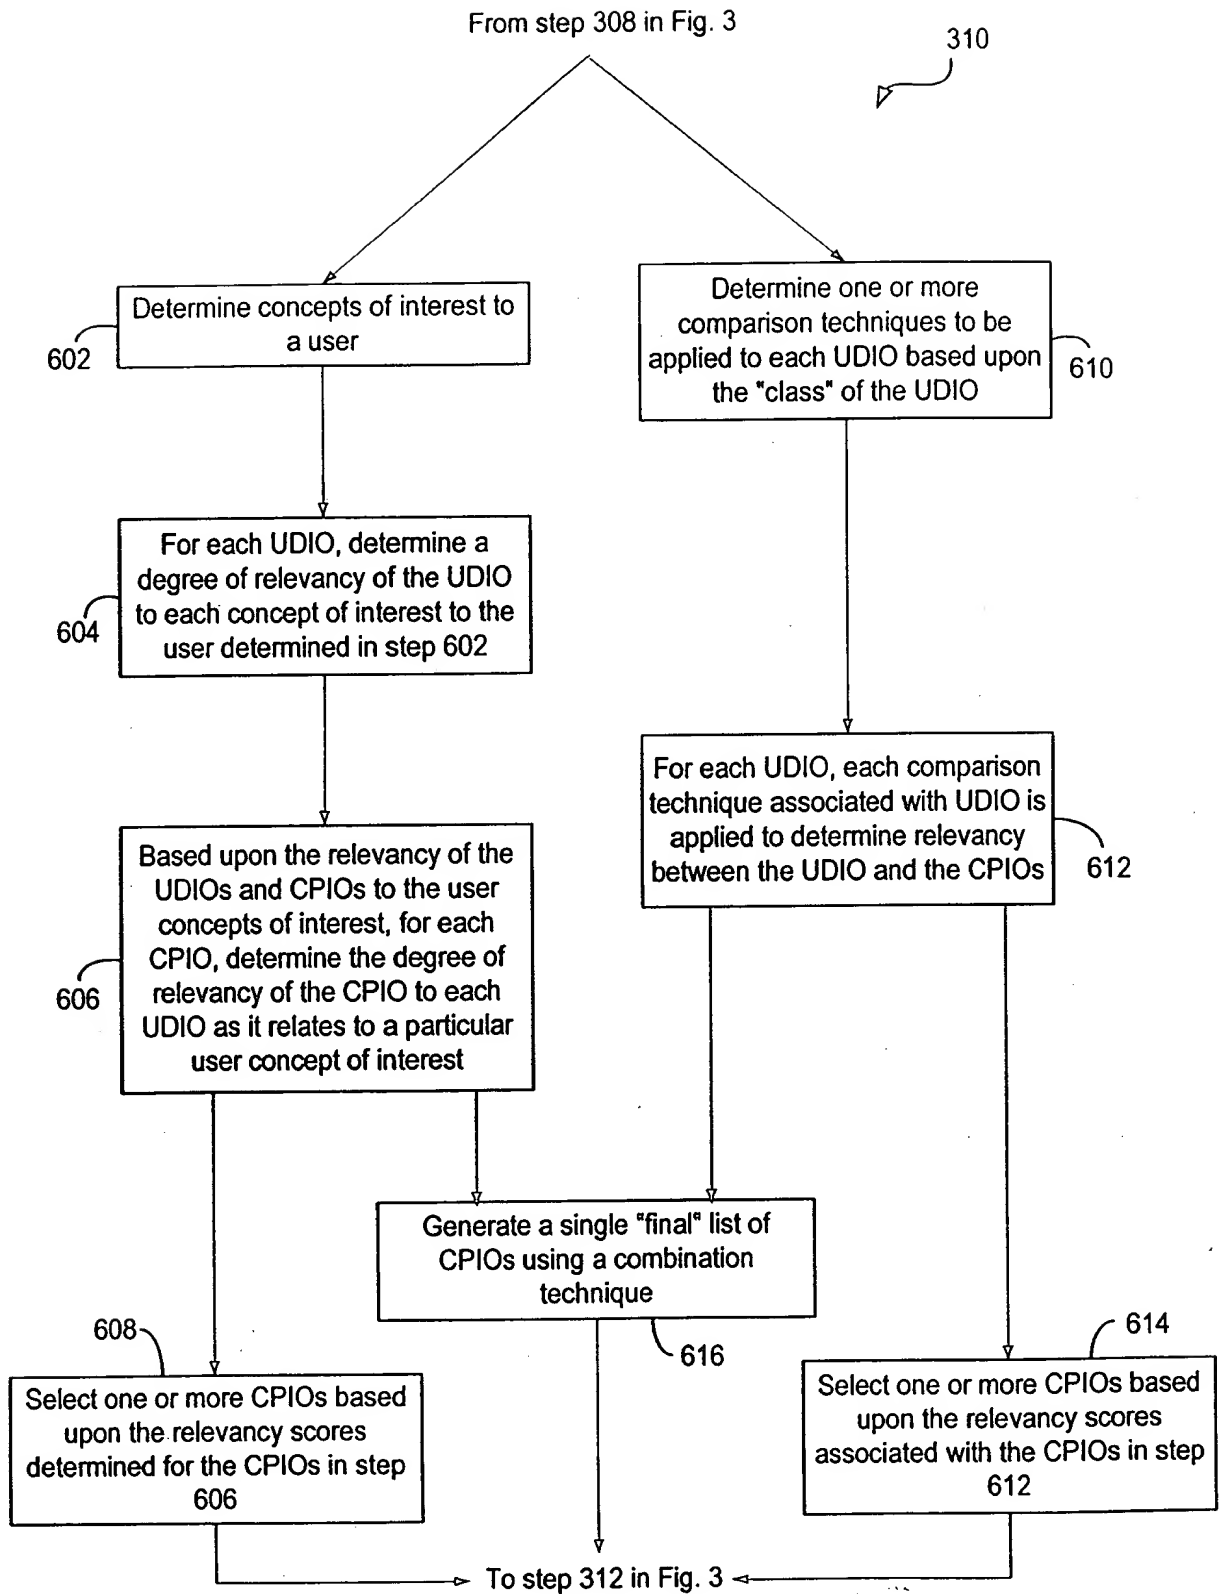 From step 308 in Fig. 3
310
Determine concepts of interest to
a user
602
Determine one or more
comparison techniques to be
applied to each UDIO based upon
the "class" of the UDIO
610
For each UDIO, determine a
degree of relevancy of the UDIO
to each concept of interest to the
user determined in step 602
604
For each UDIO, each comparison
technique associated with UDIO is
applied to determine relevancy
between the UDIO and the CPIOs
612
Based upon the relevancy of the
UDIOs and CPIOs to the user
concepts of interest, for each
CPIO, determine the degree of
relevancy of the CPIO to each
UDIO as it relates to a particular
user concept of interest
606
Generate a single "final" list of
CPIOs using a combination
technique
616
608
Select one or more CPIOs based
upon the relevancy scores
determined for the CPIOs in step
606
614
Select one or more CPIOs based
upon the relevancy scores
associated with the CPIOs in step
612
To step 312 in Fig. 3